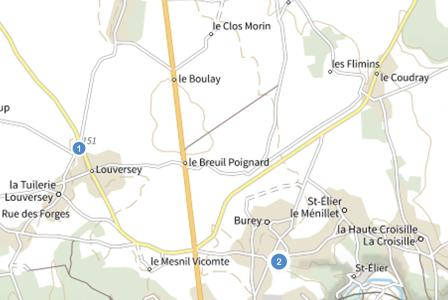 le Clos Morin
les Flimins
le Boulay
le Coudray
oup
151
1
le Breuil Poignard
Louversey
la Tuilerie
Louversey
St-Élier
le Ménillet
Rue des Forges
Burey
la Haute Croisille
La Croisille
le Mesnil Vicomte
2
St-Élier